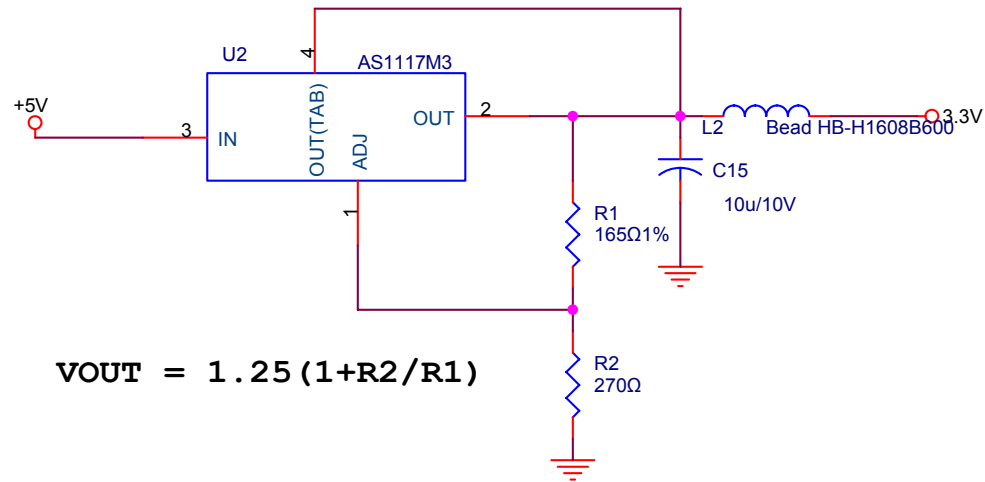 U2
4
AS1117M3
+5V
3
IN
OUT(TAB)
ADJ
OUT
2
1
L2
Bead HB-H1608B600
3.3V
C15
10u/10V
R1
165Ω1%
VOUT = 1.25(1+R2/R1)
R2
270Ω